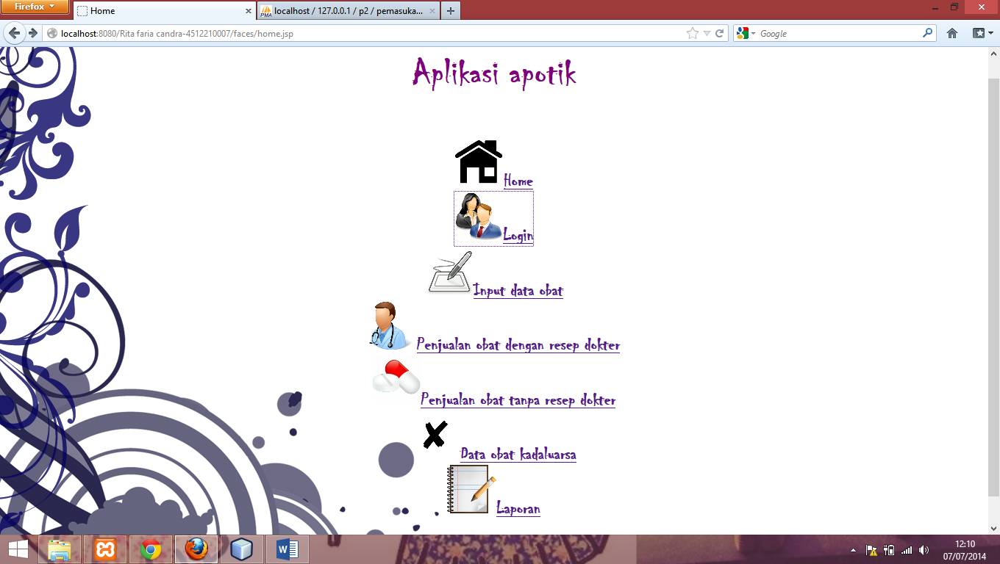 Firefox
Home
localhost / 127.0.0.1 / p2 / pemasuka...
localhost:8080/Rita faria candra-4512210007/faces/home.jsp
Google
Aplikasi apotik
Home
Login
Input data obat
Penjualan obat dengan resep dokter
Penjualan obat tanpa resep dokter
Data obat kadaluarsa
Laporan
12:10
07/07/2014